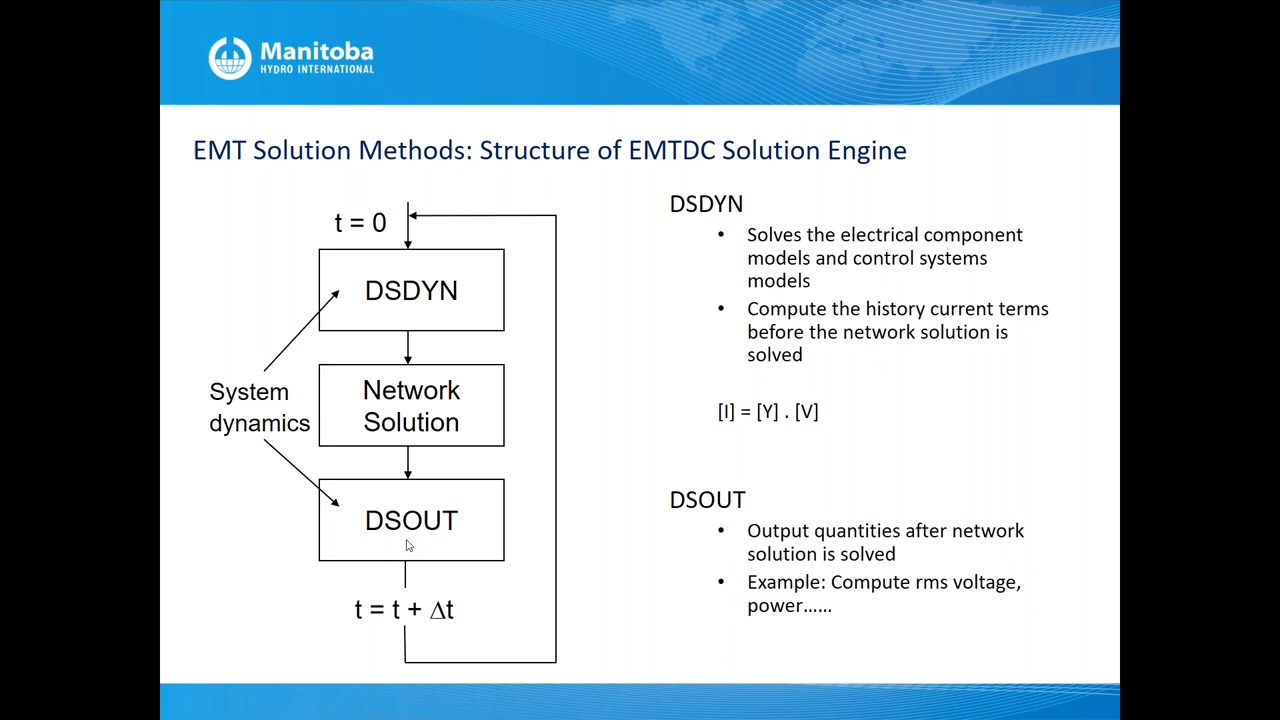 Manitoba
HYDRO INTERNATIONAL
EMT Solution Methods: Structure of EMTDC Solution Engine
t = 0
DSDYN
Network
Solution
System
dynamics
DSOUT
t = t + Δt
DSDYN
• Solves the electrical component
models and control systems
models
• Compute the history current terms
before the network solution is
solved
[I] = [Y] . [V]
DSOUT
• Output quantities after network
solution is solved
• Example: Compute rms voltage,
power......